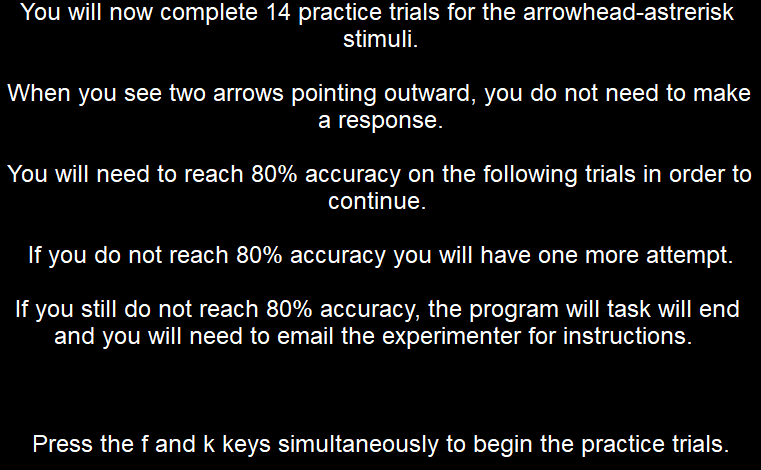 You will now complete 14 practice trials for the arrowhead-astrerisk
stimuli.
When you see two arrows pointing outward, you do not need to make
a response.
You will need to reach 80% accuracy on the following trials in order to
continue.
If you do not reach 80% accuracy you will have one more attempt.
If you still do not reach 80% accuracy, the program will task will end
and you will need to email the experimenter for instructions.
Press the f and k keys simultaneously to begin the practice trials.